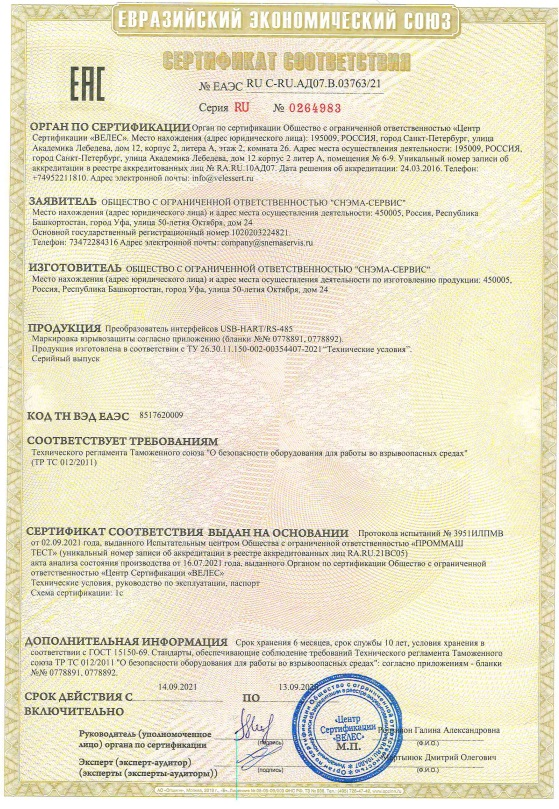 ЕВРАЗИЙСКИЙ ЭКОНОМИЧЕСКИЙ СОЮЗ
СЕРТИФИКАТ СООТВЕТСТВИЯ
ЕАС
№ ЕАЭС RU С-RU.АД07.В.03763/21
Серия RU № 0264983
ОРГАН ПО СЕРТИФИКАЦИИ Орган по сертификации Общество с ограниченной ответственностью «Центр
Сертификации «ВЕЛЕС». Место нахождения (адрес юридического лица): 195009, РОССИЯ, город Санкт-Петербург, улица
Академика Лебедева, дом 12, корпус 2, литера А, этаж 2, комната 26. Адрес места осуществления деятельности: 195009, РОССИЯ,
город Санкт-Петербург, улица Академика Лебедева, дом 12 корпус 2 литер А, помещения № 6-9. Уникальный номер записи об
аккредитации в реестре аккредитованных лиц № RA.RU.10АД07. Дата решения об аккредитации: 24.03.2016. Телефон:
+74952211810. Адрес электронной почты: info@velessert.ru
ЗАЯВИТЕЛЬ ОБЩЕСТВО С ОГРАНИЧЕННОЙ ОТВЕТСТВЕННОСТЬЮ "СНЭМА-СЕРВИС"
Место нахождения (адрес юридического лица) и адрес места осуществления деятельности: 450005, Россия, Республика
Башкортостан, город Уфа, улица 50-летия Октября, дом 24
Основной государственный регистрационный номер 1020203224821.
Телефон: 73472284316 Адрес электронной почты: company@snemaservis.ru
ИЗГОТОВИТЕЛЬ ОБЩЕСТВО С ОГРАНИЧЕННОЙ ОТВЕТСТВЕННОСТЬЮ "СНЭМА-СЕРВИС"
Место нахождения (адрес юридического лица) и адрес места осуществления деятельности по изготовлению продукции: 450005,
Россия, Республика Башкортостан, город Уфа, улица 50-летия Октября, дом 24
ПРОДУКЦИЯ Преобразователь интерфейсов USB-HART/RS-485
Маркировка взрывозащиты согласно приложению (бланки №№ 0778891, 0778892).
Продукция изготовлена в соответствии с ТУ 26.30.11.150-002-00354407-2021 "Технические условия".
Серийный выпуск
КОД ТН ВЭД ЕАЭС 8517620009
СООТВЕТСТВУЕТ ТРЕБОВАНИЯМ
Технического регламента Таможенного союза "О безопасности оборудования для работы во взрывоопасных средах"
(ТР ТС 012/2011)
СЕРТИФИКАТ СООТВЕТСТВИЯ ВЫДАН НА ОСНОВАНИИ Протокола испытаний № 3951ИЛПМВ
от 02.09.2021 года, выданного Испытательным центром Общества с ограниченной ответственностью «ПРОММАШ
ТЕСТ» (уникальный номер записи об аккредитации в реестре аккредитованных лиц RA.RU.21ВС05)
акта анализа состояния производства от 16.07.2021 года, выданного Органом по сертификации Общество с ограниченной
ответственностью «Центр Сертификации «ВЕЛЕС»
Технические условия, руководство по эксплуатации, паспорт
Схема сертификации: 1с
ДОПОЛНИТЕЛЬНАЯ ИНФОРМАЦИЯ Срок хранения 6 месяцев, срок службы 10 лет, условия хранения в
соответствии с ГОСТ 15150-69. Стандарты, обеспечивающие соблюдение требований Технического регламента Таможенного
союза ТР ТС 012/2011 "О безопасности оборудования для работы во взрывоопасных средах": согласно приложениям - бланки
№№ 0778891, 0778892.
СРОК ДЕЙСТВИЯ С 14.09.2021 ПО 13.09.
ВКЛЮЧИТЕЛЬНО
Руководитель (уполномоченное
лицо) органа по сертификации
(подпись)
Галина Александровна
(Ф.И.О.)
Эксперт (эксперт-аудитор)
(эксперты (эксперты-аудиторы))
(подпись)
Мартынюк Дмитрий Олегович
(Ф.И.О.)
«Центр
Сертификации
«ВЕЛЕС»
М.П.